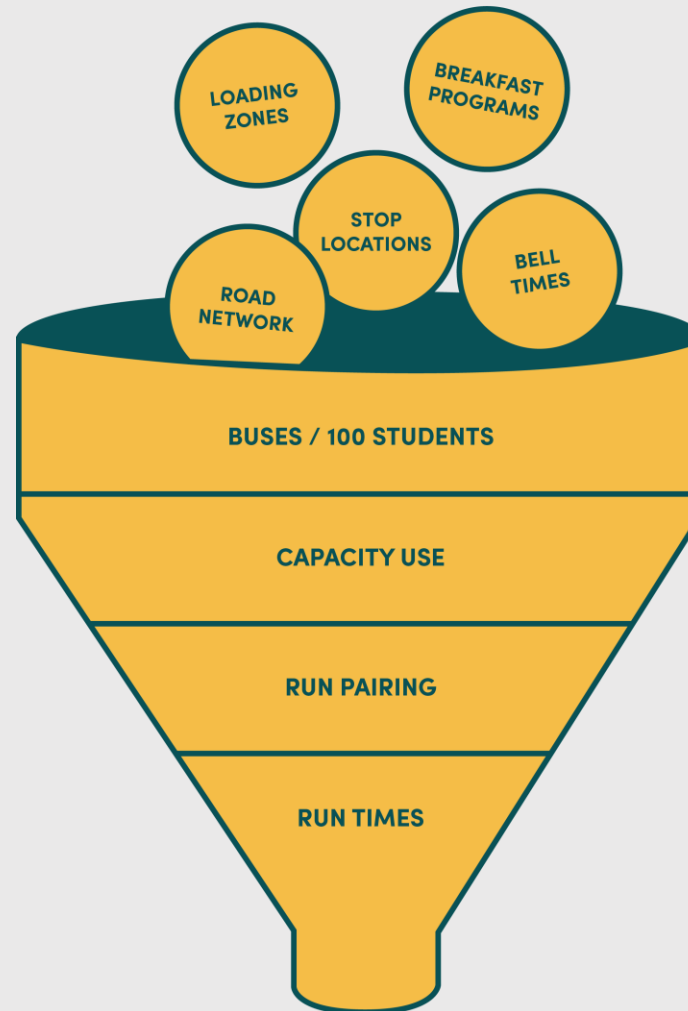 LOADING
ZONES
BREAKFAST
PROGRAMS
STOP
LOCATIONS
BELL
TIMES
ROAD
NETWORK
BUSES / 100 STUDENTS
CAPACITY USE
RUN PAIRING
RUN TIMES